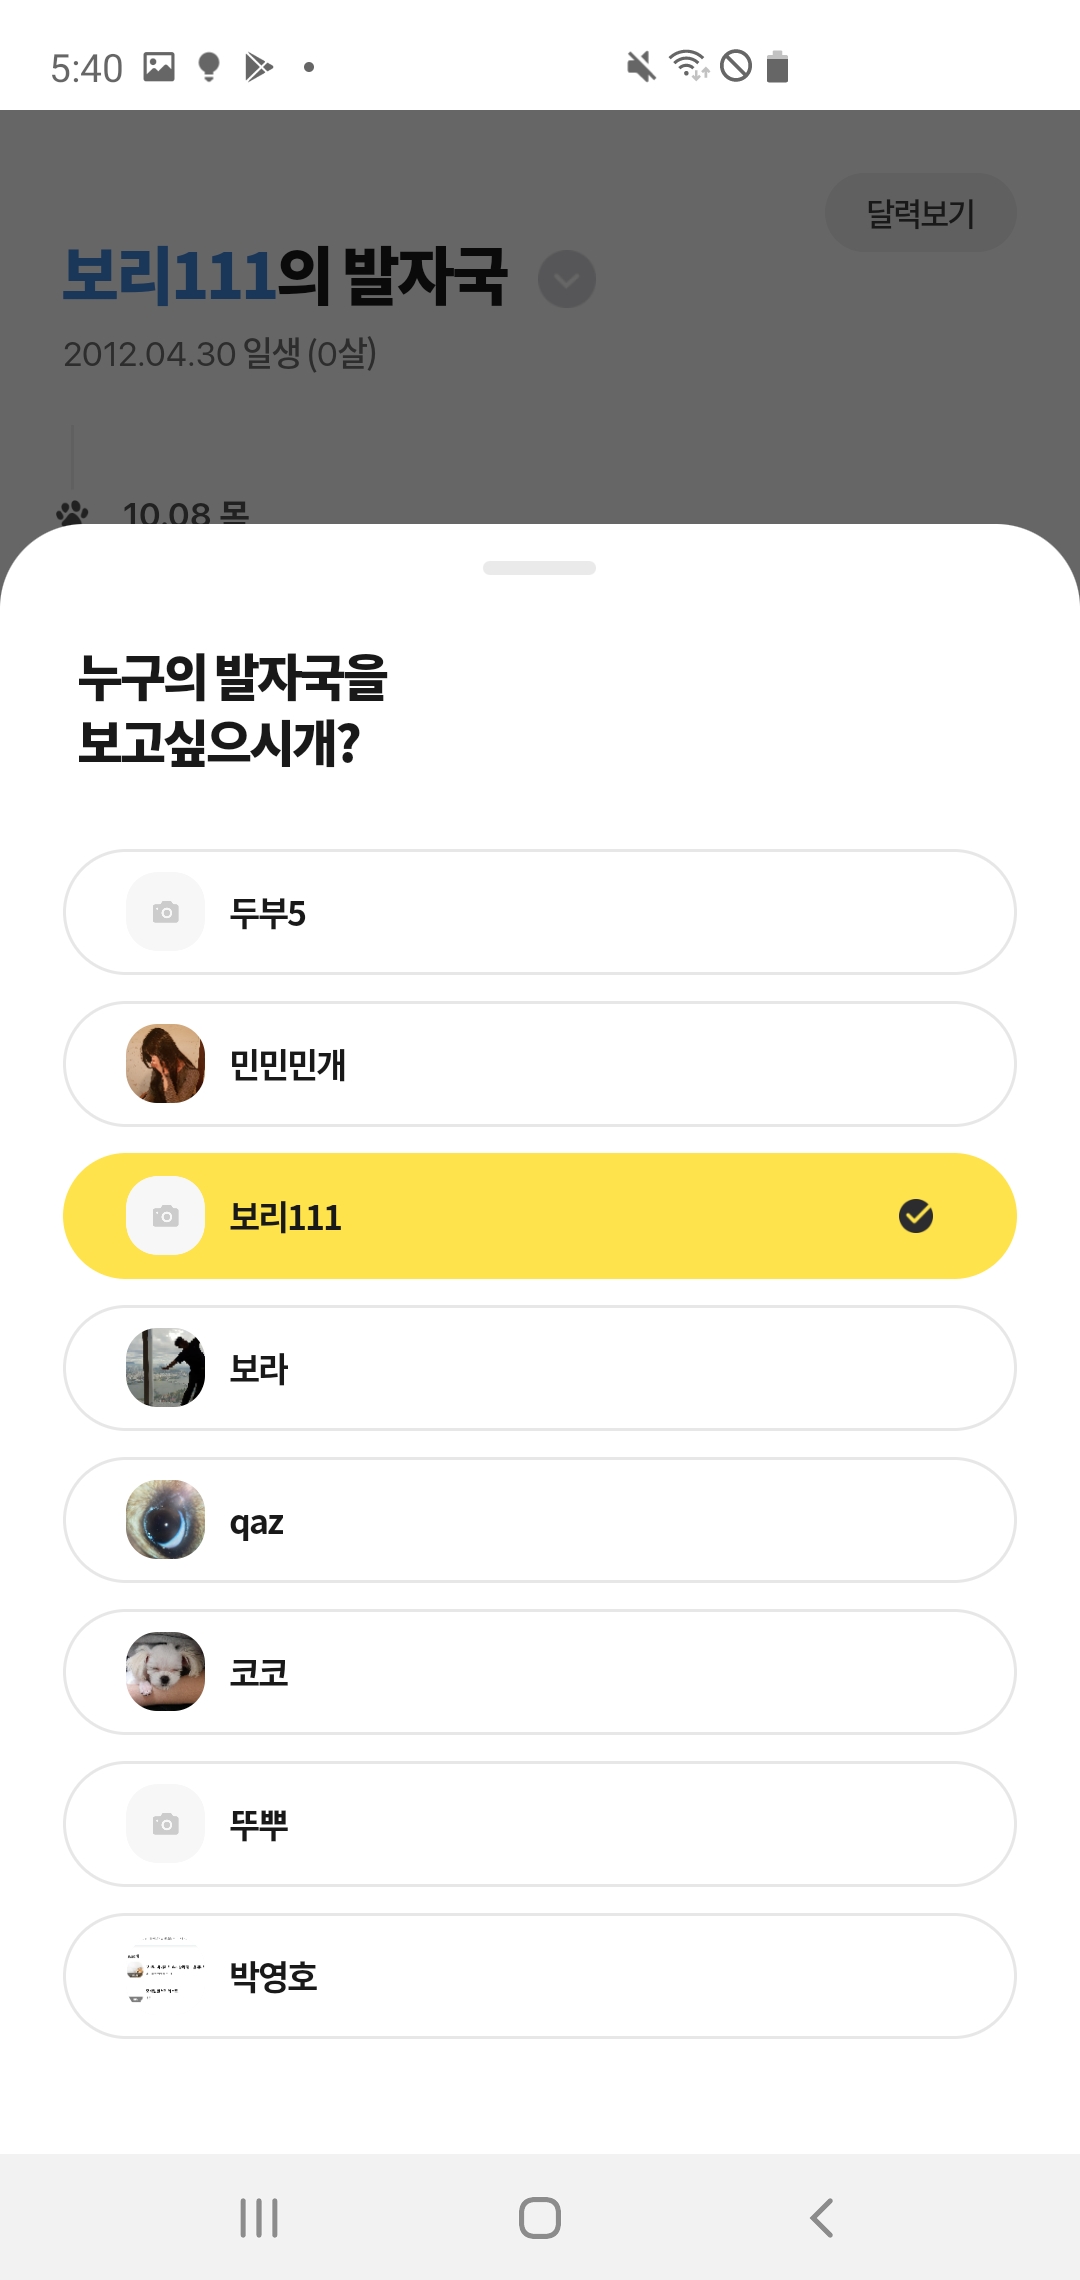 5:40
달력보기
보리111의 발자국
2012.04.30 일생 (0살)
10.08 목
누구의 발자국을
보고싶으시개?
두부5
민민민개
보리111
보라
qaz
코코
뚜뿌
박영호